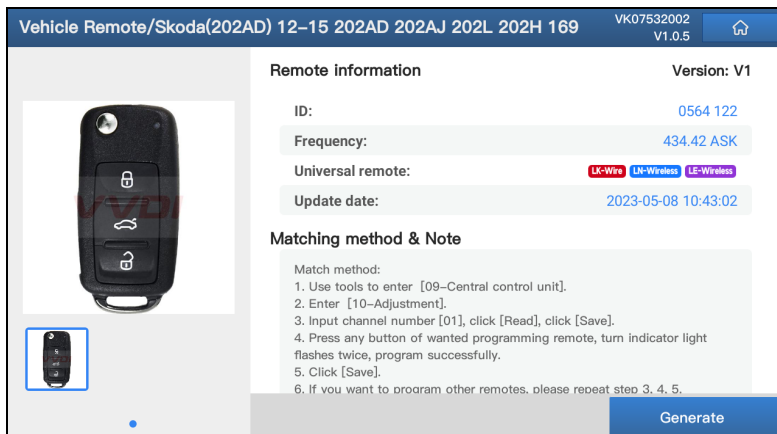 Vehicle Remote/Skoda(202AD) 12-15 202AD 202AJ 202L 202H 169
VK07532002
V1.0.5
Remote information
Version: V1
ID:
0564 122
Frequency:
434.42 ASK
Universal remote:
LK-Wire LN-Wireless LE-Wireless
Update date:
2023-05-08 10:43:02
VVDI
Matching method & Note
Match method:
1. Use tools to enter [09-Central control unit].
2. Enter [10-Adjustment].
3. Input channel number [01], click [Read], click [Save].
4. Press any button of wanted programming remote, turn indicator light
flashes twice, program successfully.
5. Click [Save].
6. If you want to program other remotes, please repeat step 3, 4, 5.
Generate